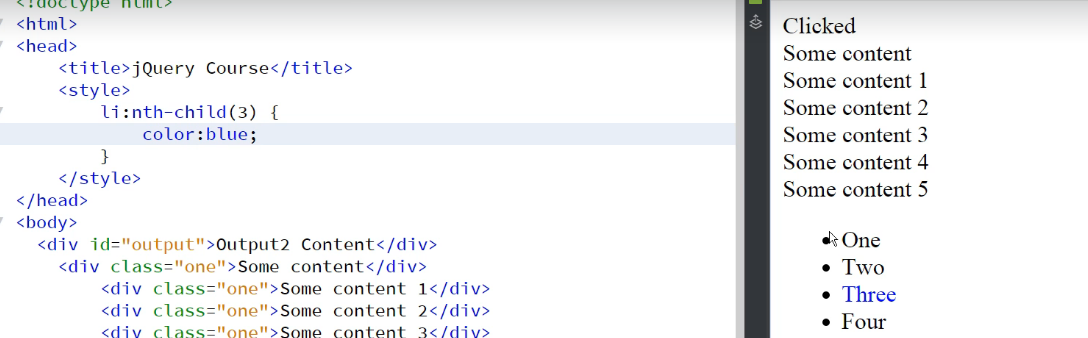 <!doctype html>
<html>
<head>
<title>jQuery Course</title>
<style>
li:nth-child(3) {
color:blue;
}
</style>
</head>
<body>
<div id="output">Output2 Content</div>
<div class="one">Some content</div>
<div class="one">Some content 1</div>
<div class="one">Some content 2</div>
<div class="one">Some content 3</div>
Clicked
Some content
Some content 1
Some content 2
Some content 3
Some content 4
Some content 5
One
Two
Three
Four